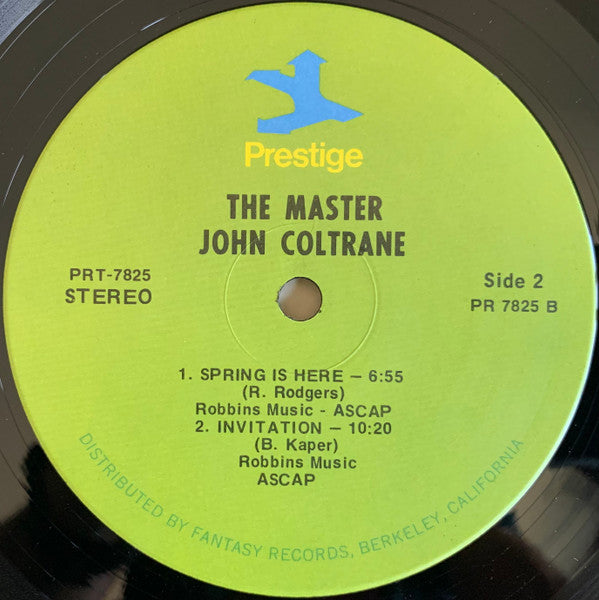 Prestige
THE MASTER
JOHN COLTRANE
PRT-7825
STEREO
Side 2
PR 7825 B
1. SPRING IS HERE – 6:55
(R. Rodgers)
Robbins Music - ASCAP
2. INVITATION – 10:20
(B. Kaper)
Robbins Music
ASCAP
DISTRIBUTED BY FANTASY RECORDS, BERKELEY, CALIFORNIA